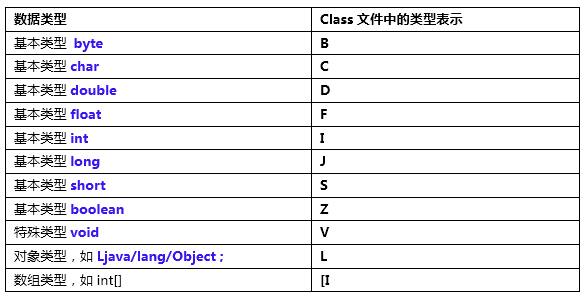 数据类型 Class 文件中的类型表示
基本类型 byte B
基本类型 char C
基本类型 double D
基本类型 float F
基本类型 int I
基本类型 long J
基本类型 short S
基本类型 boolean Z
特殊类型 void V
对象类型，如 Ljava/lang/Object ; L
数组类型，如 int[] [I